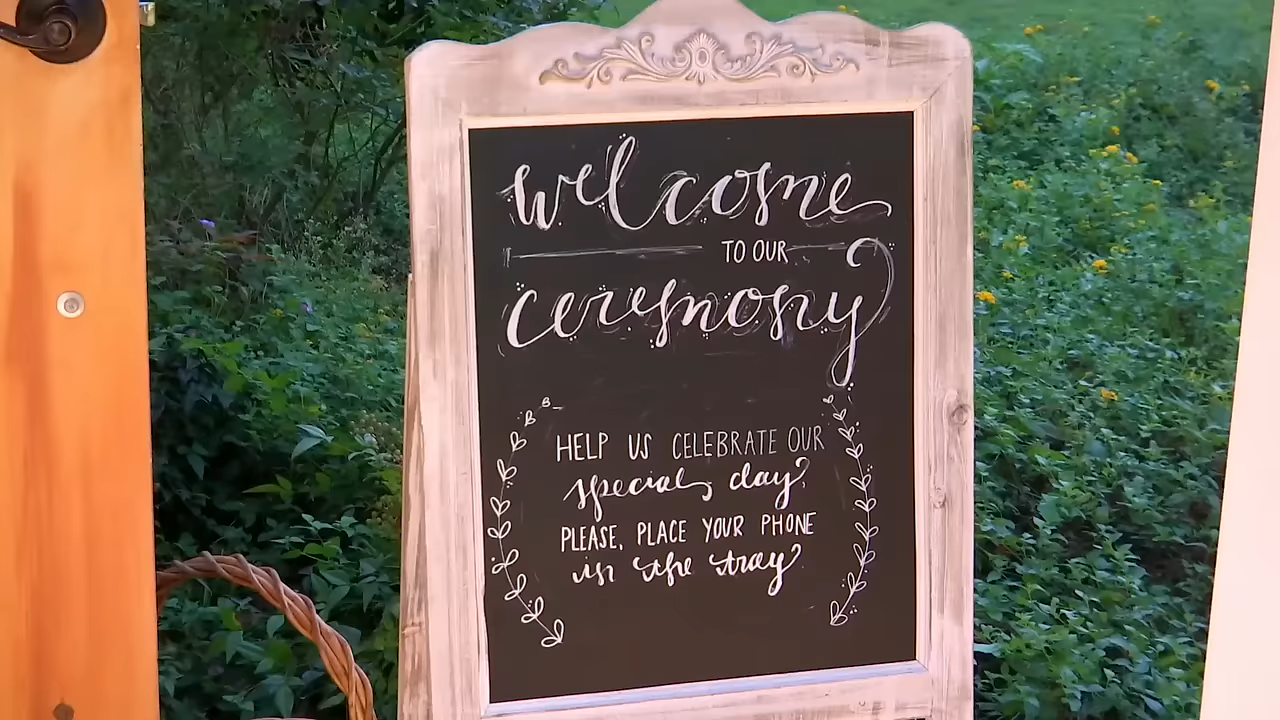 welcome
TO OUR
ceremony
HELP US CELEBRATE OUR
special day
PLEASE, PLACE YOUR PHONE
in the tray